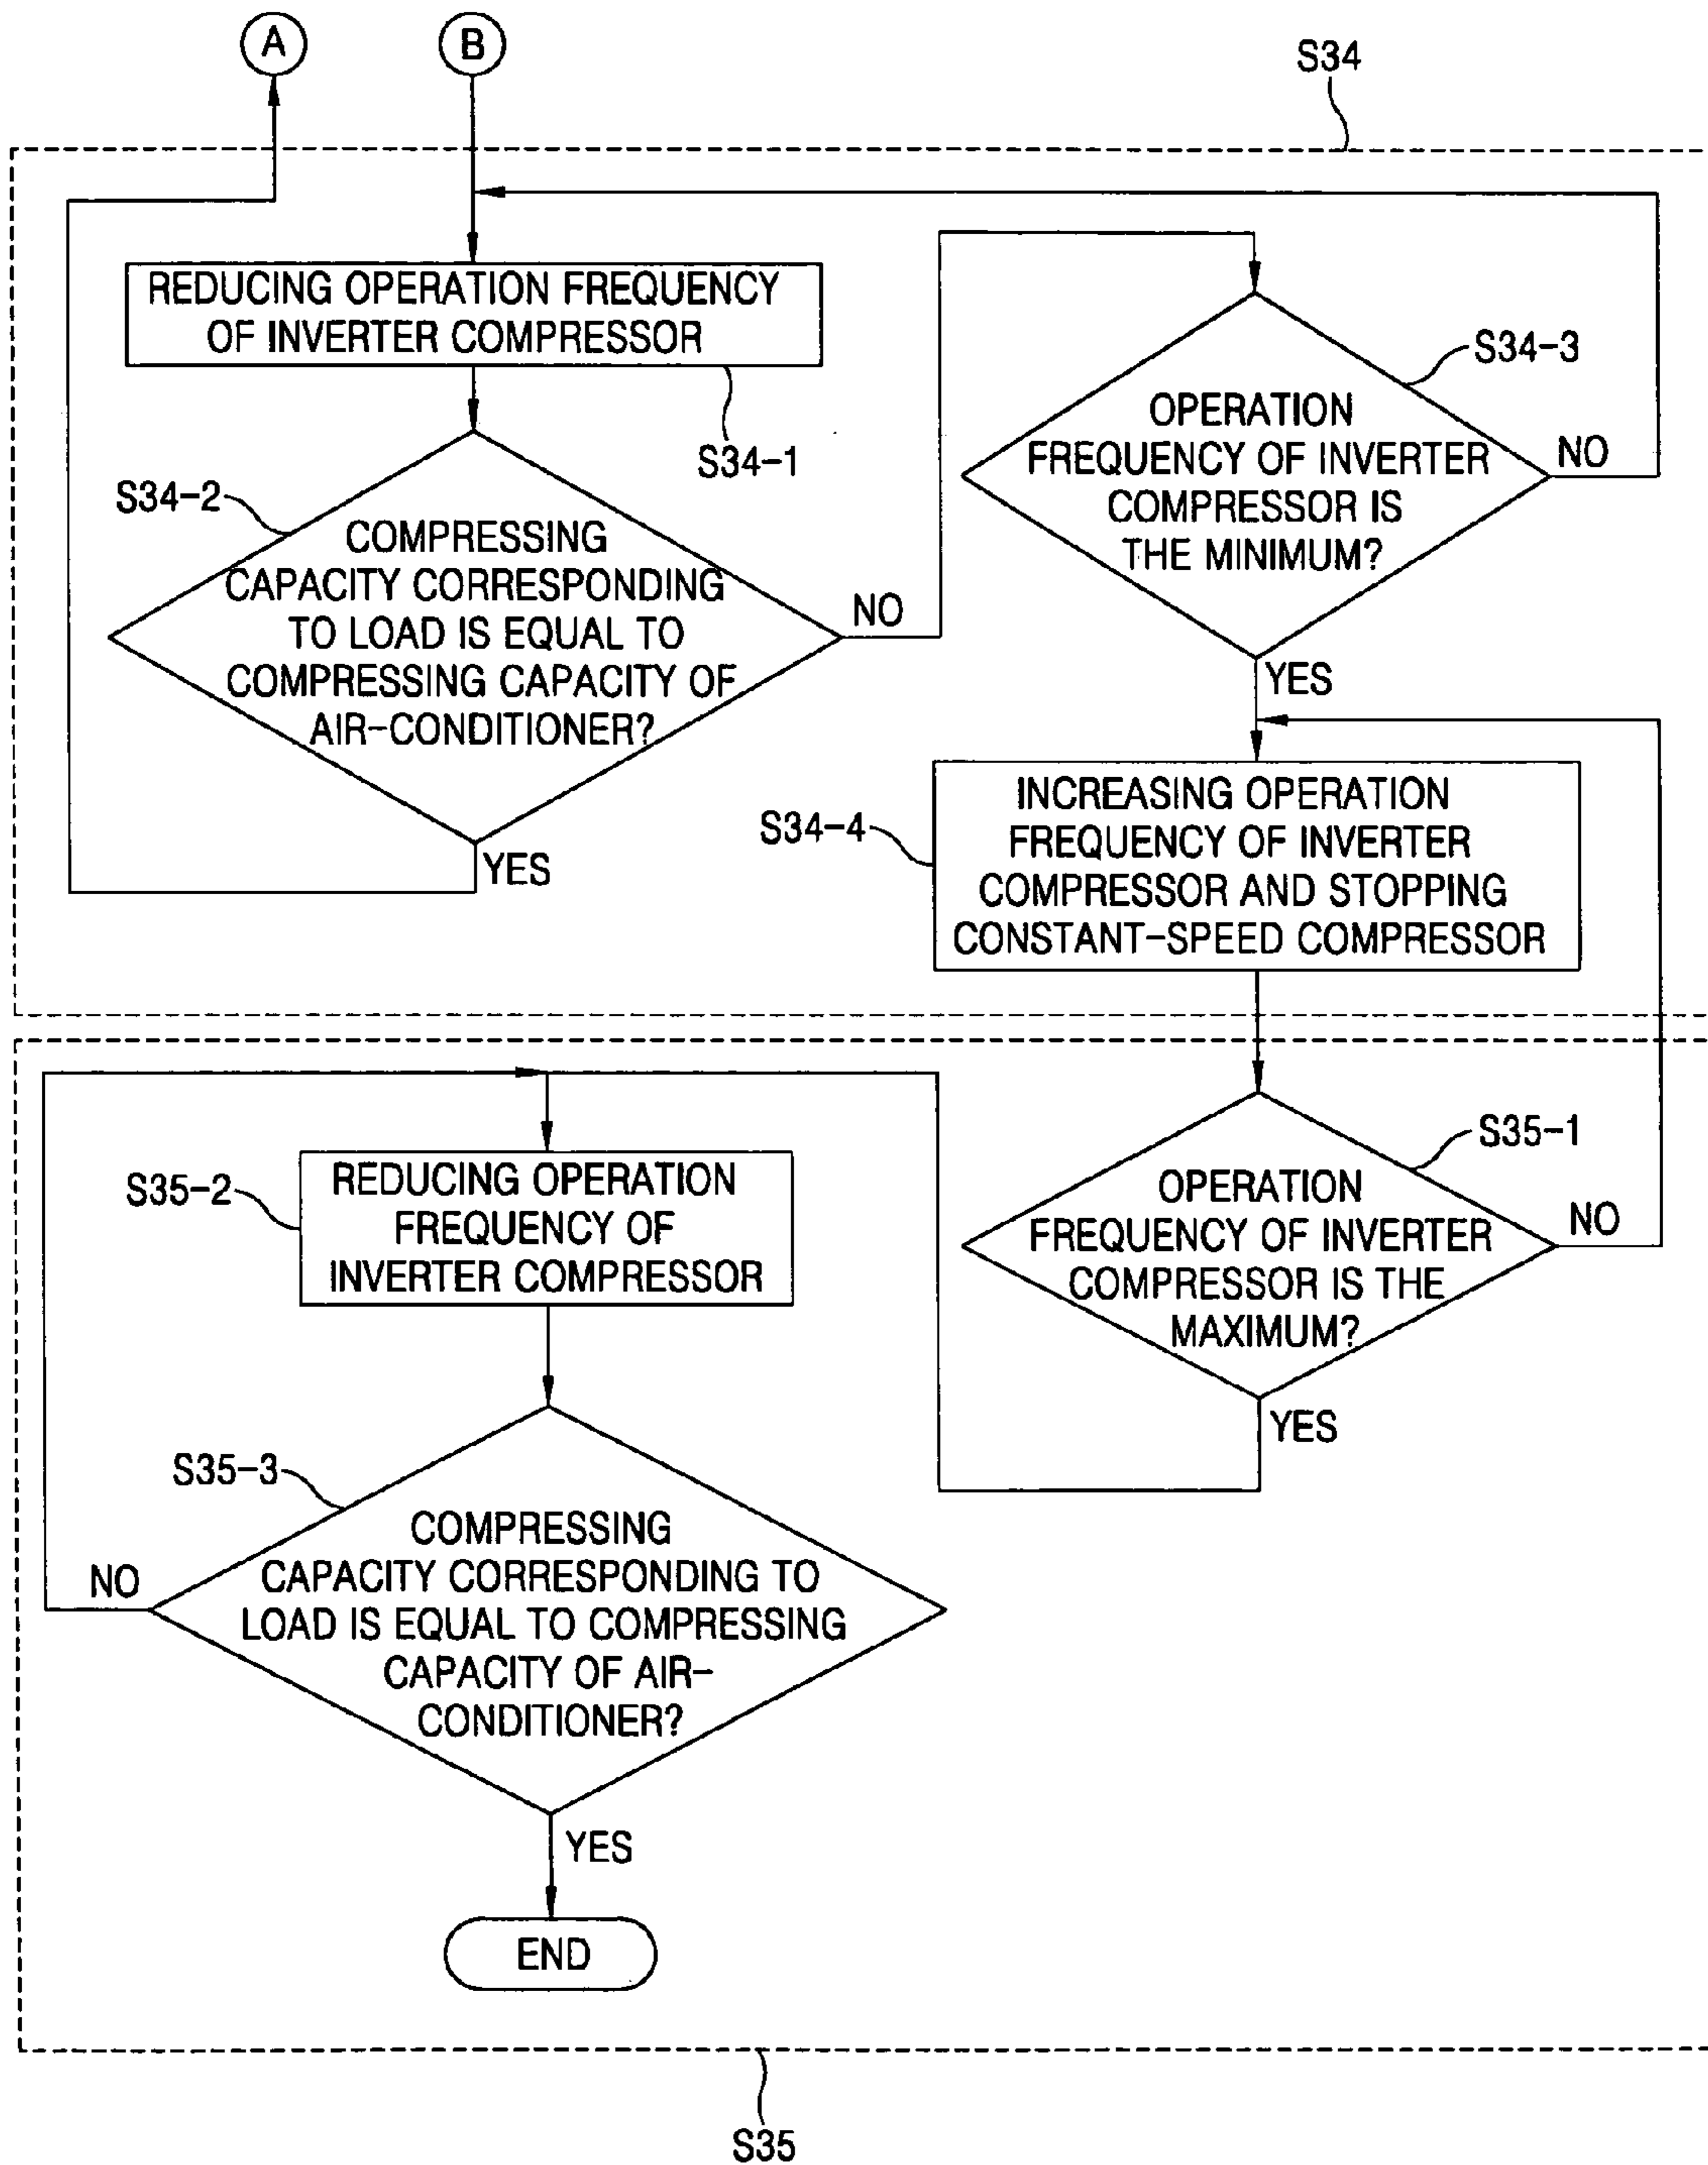 A
B
S34
REDUCING OPERATION FREQUENCY
OF INVERTER COMPRESSOR
S34-1
S34-2
COMPRESSING
CAPACITY CORRESPONDING
TO LOAD IS EQUAL TO
COMPRESSING CAPACITY OF
AIR-CONDITIONER?
NO
YES
S34-3
OPERATION
FREQUENCY OF INVERTER
COMPRESSOR IS
THE MINIMUM?
NO
YES
S34-4
INCREASING OPERATION
FREQUENCY OF INVERTER
COMPRESSOR AND STOPPING
CONSTANT-SPEED COMPRESSOR
S35-1
OPERATION
FREQUENCY OF INVERTER
COMPRESSOR IS THE
MAXIMUM?
NO
YES
S35-2
REDUCING OPERATION
FREQUENCY OF
INVERTER COMPRESSOR
S35-3
COMPRESSING
CAPACITY CORRESPONDING TO
LOAD IS EQUAL TO COMPRESSING
CAPACITY OF AIR-
CONDITIONER?
NO
YES
END
S35